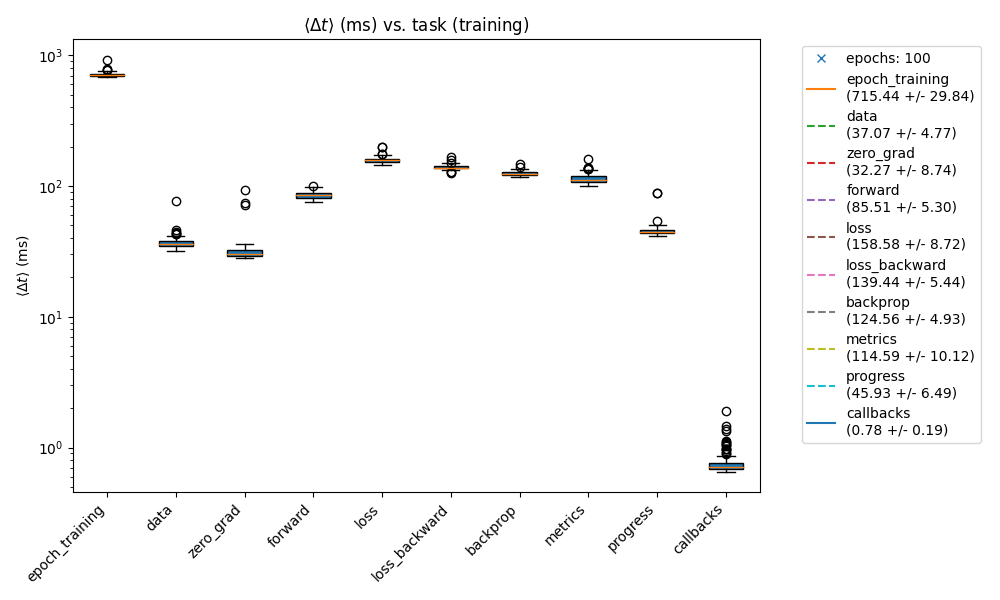 ⟨Δt⟩ (ms) vs. task (training)
⟨Δt⟩ (ms)
10³
10²
10¹
10⁰
epoch_training
data
zero_grad
forward
loss
loss_backward
backprop
metrics
progress
callbacks
epochs: 100
epoch_training
(715.44 +/- 29.84)
data
(37.07 +/- 4.77)
zero_grad
(32.27 +/- 8.74)
forward
(85.51 +/- 5.30)
loss
(158.58 +/- 8.72)
loss_backward
(139.44 +/- 5.44)
backprop
(124.56 +/- 4.93)
metrics
(114.59 +/- 10.12)
progress
(45.93 +/- 6.49)
callbacks
(0.78 +/- 0.19)